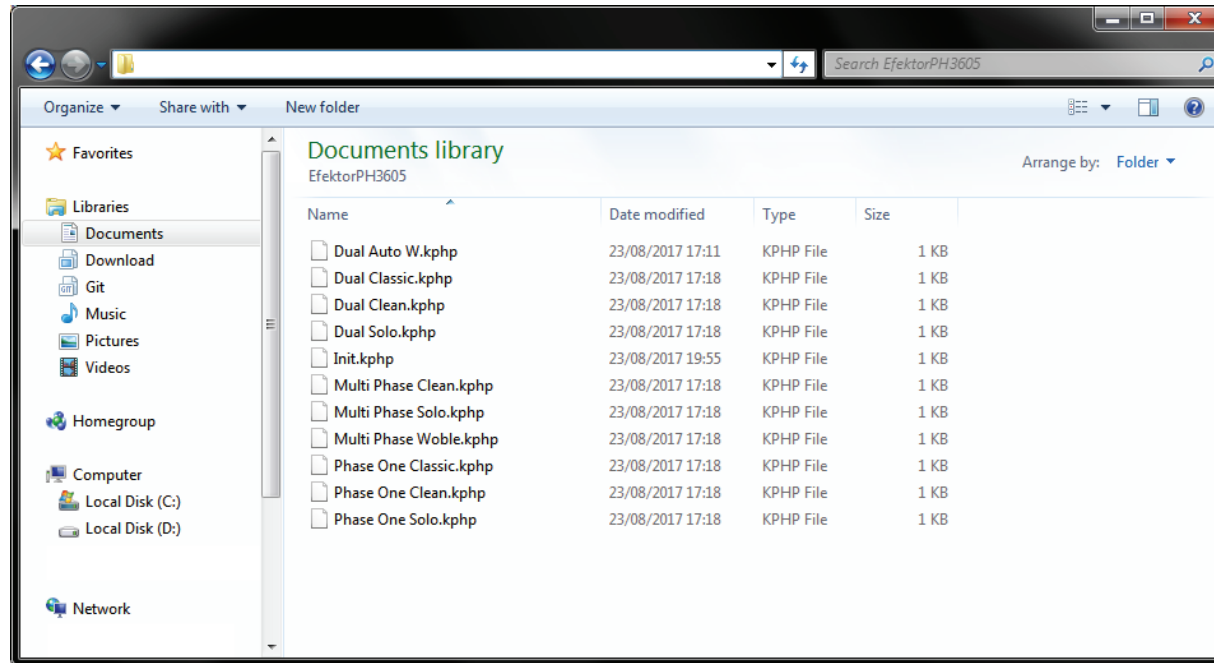 Search EfektorPH3605
Organize Share with New folder
Favorites
Libraries
Documents
Download
Git
Music
Pictures
Videos
Homegroup
Computer
Local Disk (C:)
Local Disk (D:)
Network
Documents library
EfektorPH3605
Arrange by: Folder
Name Date modified Type Size
Dual Auto W.kphp 23/08/2017 17:11 KPHP File 1 KB
Dual Classic.kphp 23/08/2017 17:18 KPHP File 1 KB
Dual Clean.kphp 23/08/2017 17:18 KPHP File 1 KB
Dual Solo.kphp 23/08/2017 17:18 KPHP File 1 KB
Init.kphp 23/08/2017 19:55 KPHP File 1 KB
Multi Phase Clean.kphp 23/08/2017 17:18 KPHP File 1 KB
Multi Phase Solo.kphp 23/08/2017 17:18 KPHP File 1 KB
Multi Phase Woble.kphp 23/08/2017 17:18 KPHP File 1 KB
Phase One Classic.kphp 23/08/2017 17:18 KPHP File 1 KB
Phase One Clean.kphp 23/08/2017 17:18 KPHP File 1 KB
Phase One Solo.kphp 23/08/2017 17:18 KPHP File 1 KB